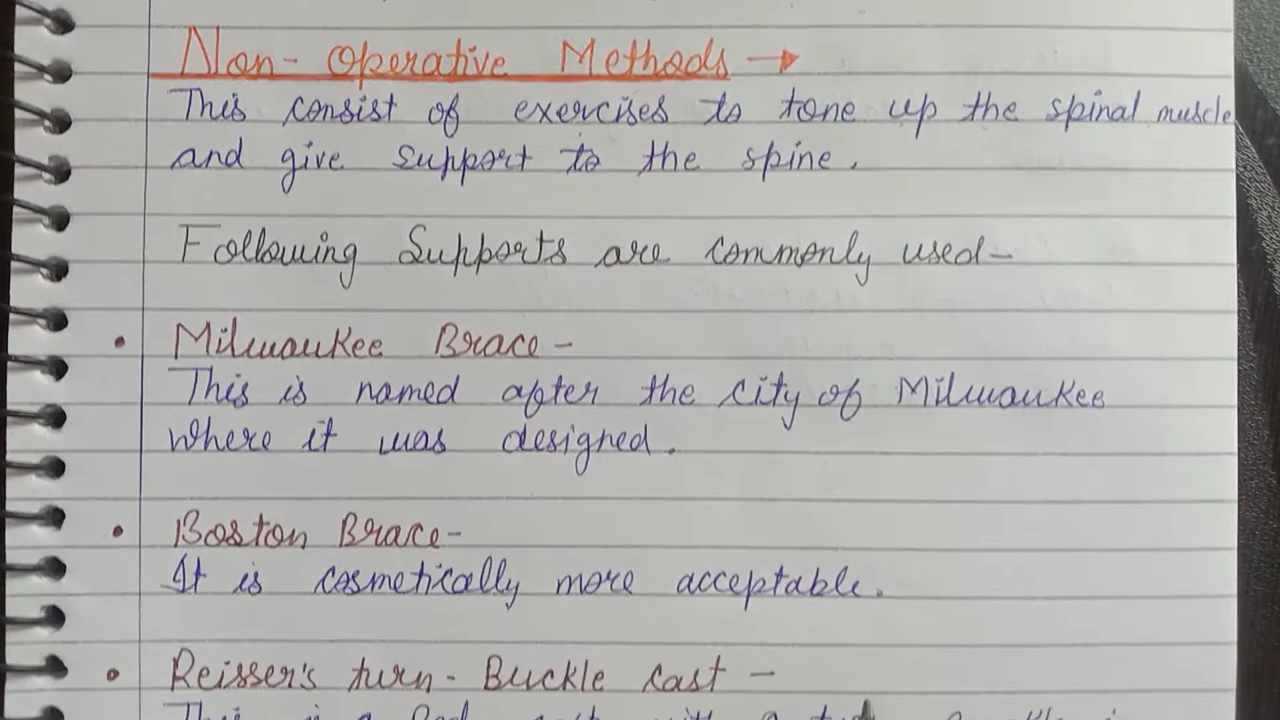 Non-Operative Methods →
This consist of exercises to tone up the spinal muscle
and give support to the spine.
Following Supports are commonly used-
• Milwaukee Brace-
This is named after the city of Milwaukee
where it was designed.
• Boston Brace-
It is cosmetically more acceptable.
• Reisser's turn-Buckle cast-
This is a